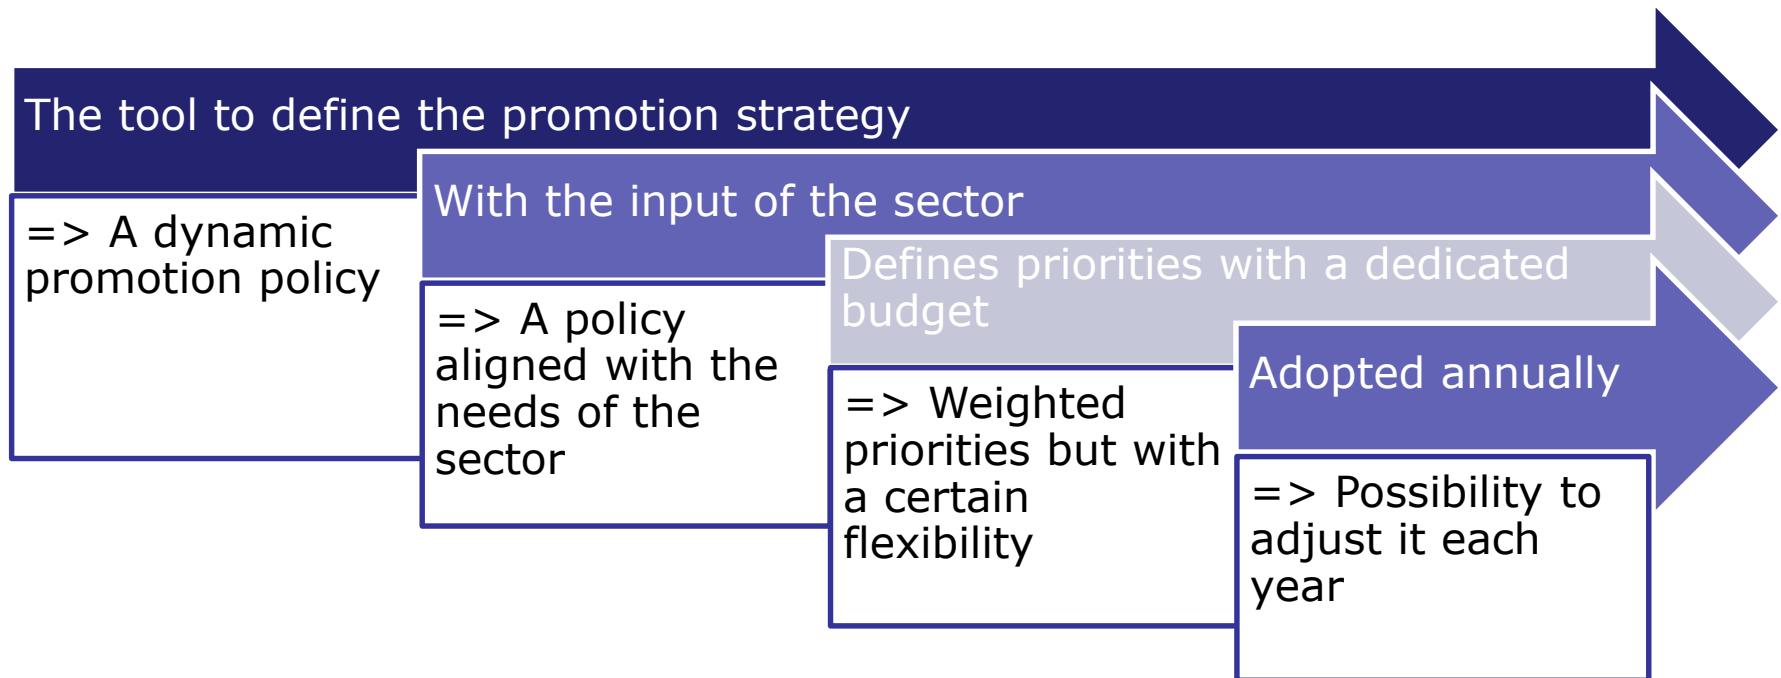 The tool to define the promotion strategy
=> A dynamic
promotion policy
With the input of the sector
=> A policy
aligned with the
needs of the
sector
Defines priorities with a dedicated
budget
=> Weighted
priorities but with
a certain
flexibility
Adopted annually
=> Possibility to
adjust it each
year